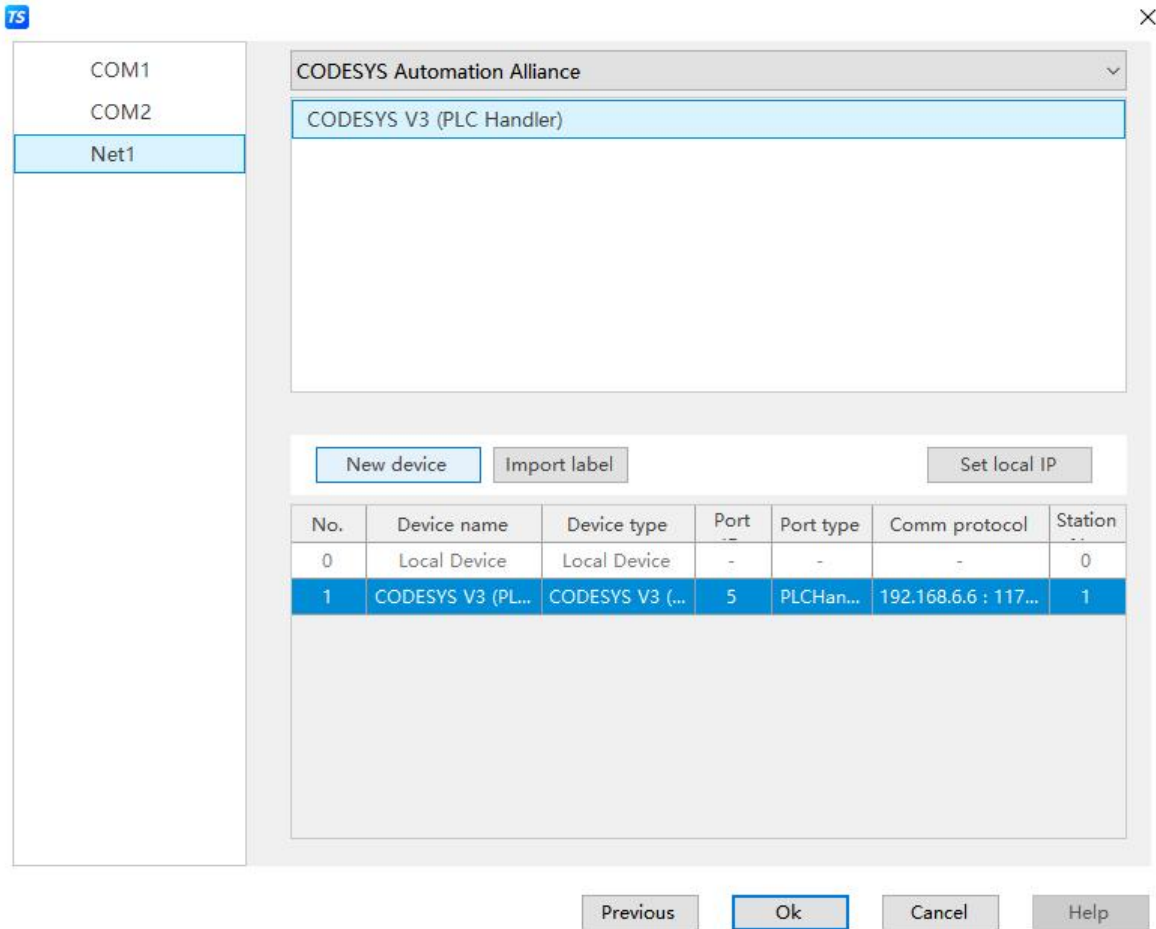 TS
COM1
COM2
Net1
CODESYS Automation Alliance
CODESYS V3 (PLC Handler)
New device Import label Set local IP
No. Device name Device type Port Port type Comm protocol Station
0 Local Device Local Device - - - 0
1 CODESYS V3 (PL... CODESYS V3 (... 5 PLCHan... 192.168.6.6 : 117... 1
Previous Ok Cancel Help